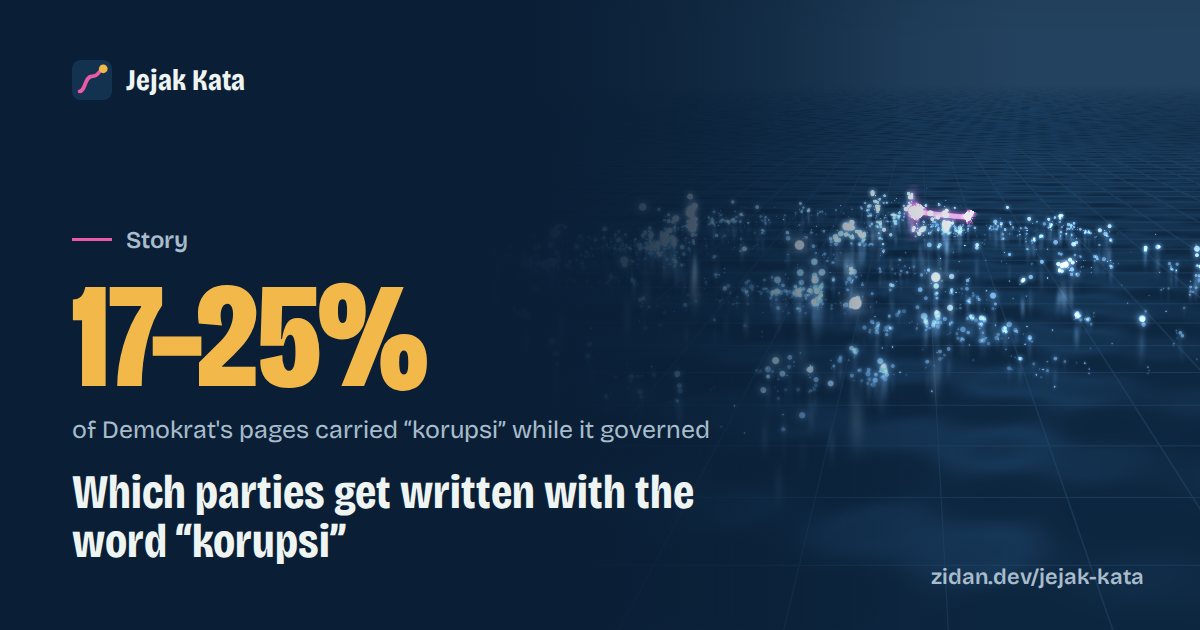 Jejak Kata
Story
17–25%
of Demokrat's pages carried “korupsi” while it governed
Which parties get written with the
word “korupsi”
zidan.dev/jejak-kata